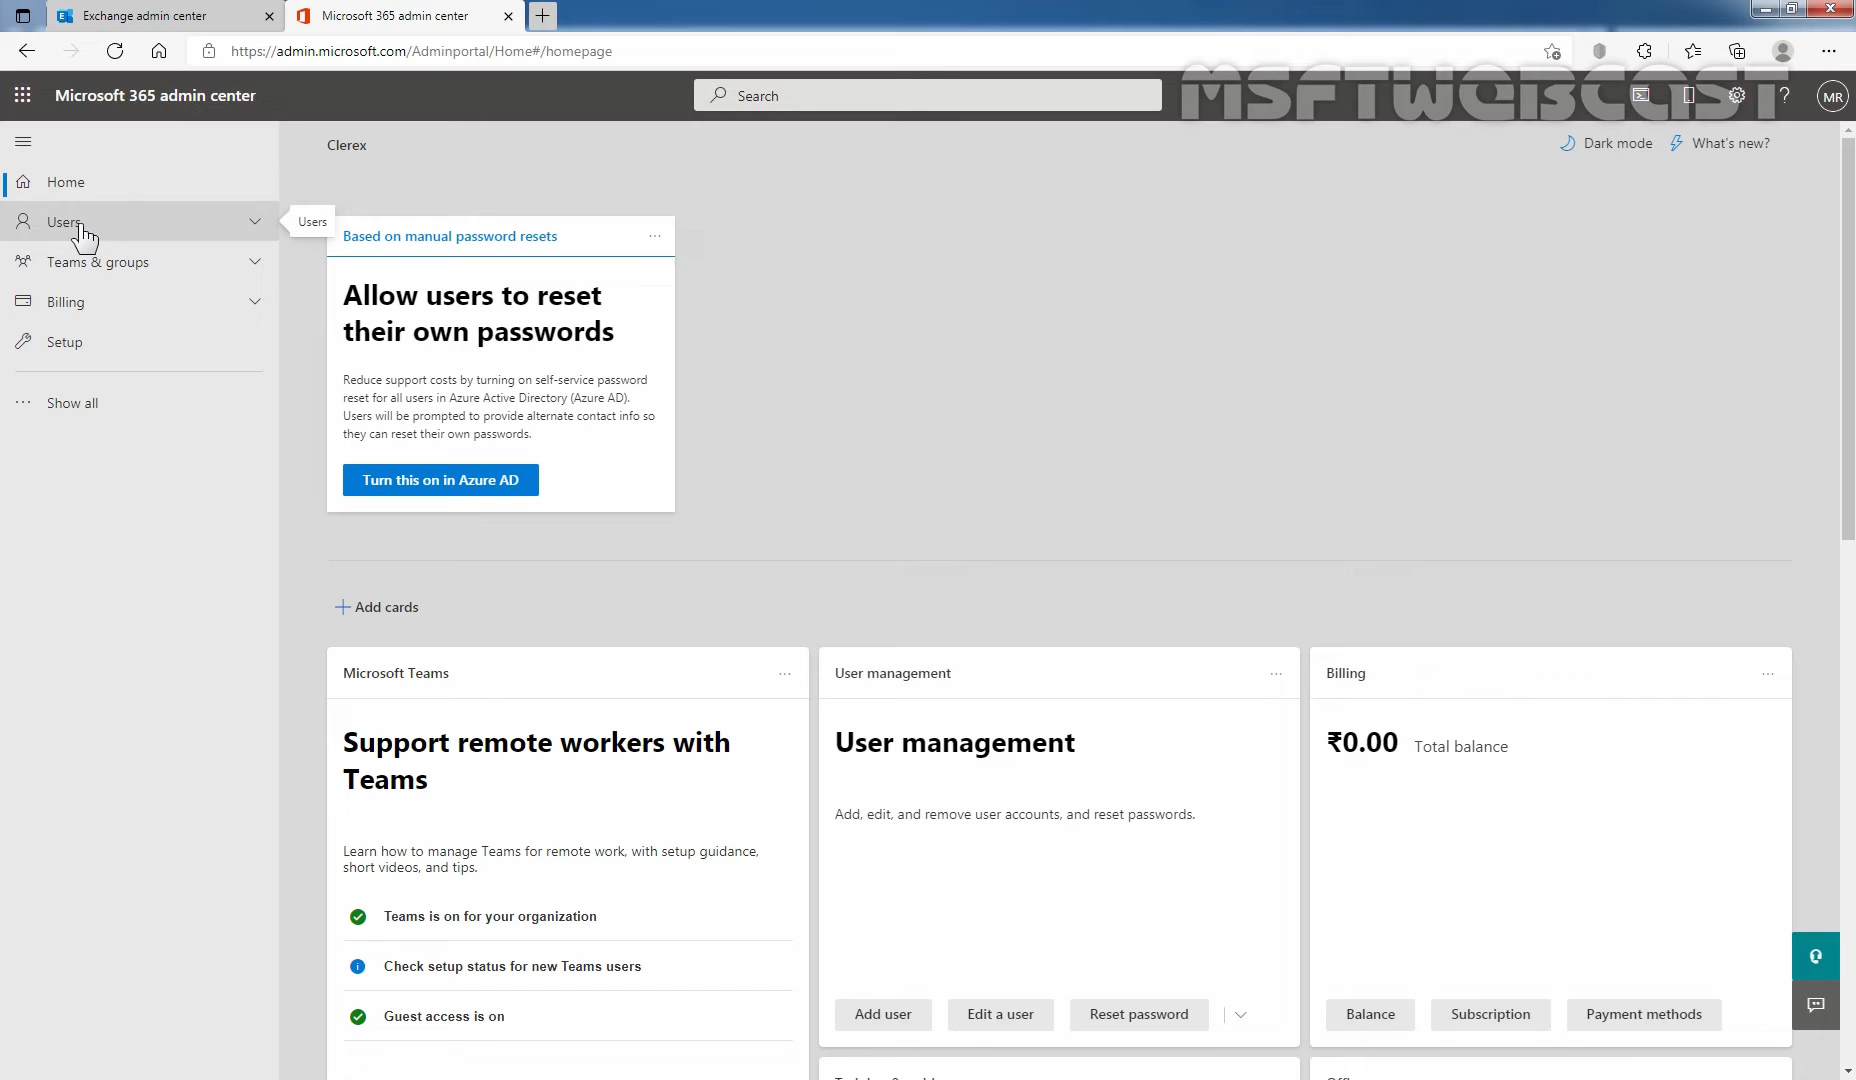 Exchange admin center
Microsoft 365 admin center
https://admin.microsoft.com/Adminportal/Home#/homepage
MSFTWEBCAST
Microsoft 365 admin center
Search
MR
Clerex
Dark mode
What's new?
Home
Users
Users
Teams & groups
Billing
Setup
Show all
Based on manual password resets
Allow users to reset
their own passwords
Reduce support costs by turning on self-service password
reset for all users in Azure Active Directory (Azure AD).
Users will be prompted to provide alternate contact info so
they can reset their own passwords.
Turn this on in Azure AD
Add cards
Microsoft Teams
Support remote workers with
Teams
Learn how to manage Teams for remote work, with setup guidance,
short videos, and tips.
Teams is on for your organization
Check setup status for new Teams users
Guest access is on
User management
User management
Add, edit, and remove user accounts, and reset passwords.
Add user
Edit a user
Reset password
Billing
₹0.00 Total balance
Balance
Subscription
Payment methods